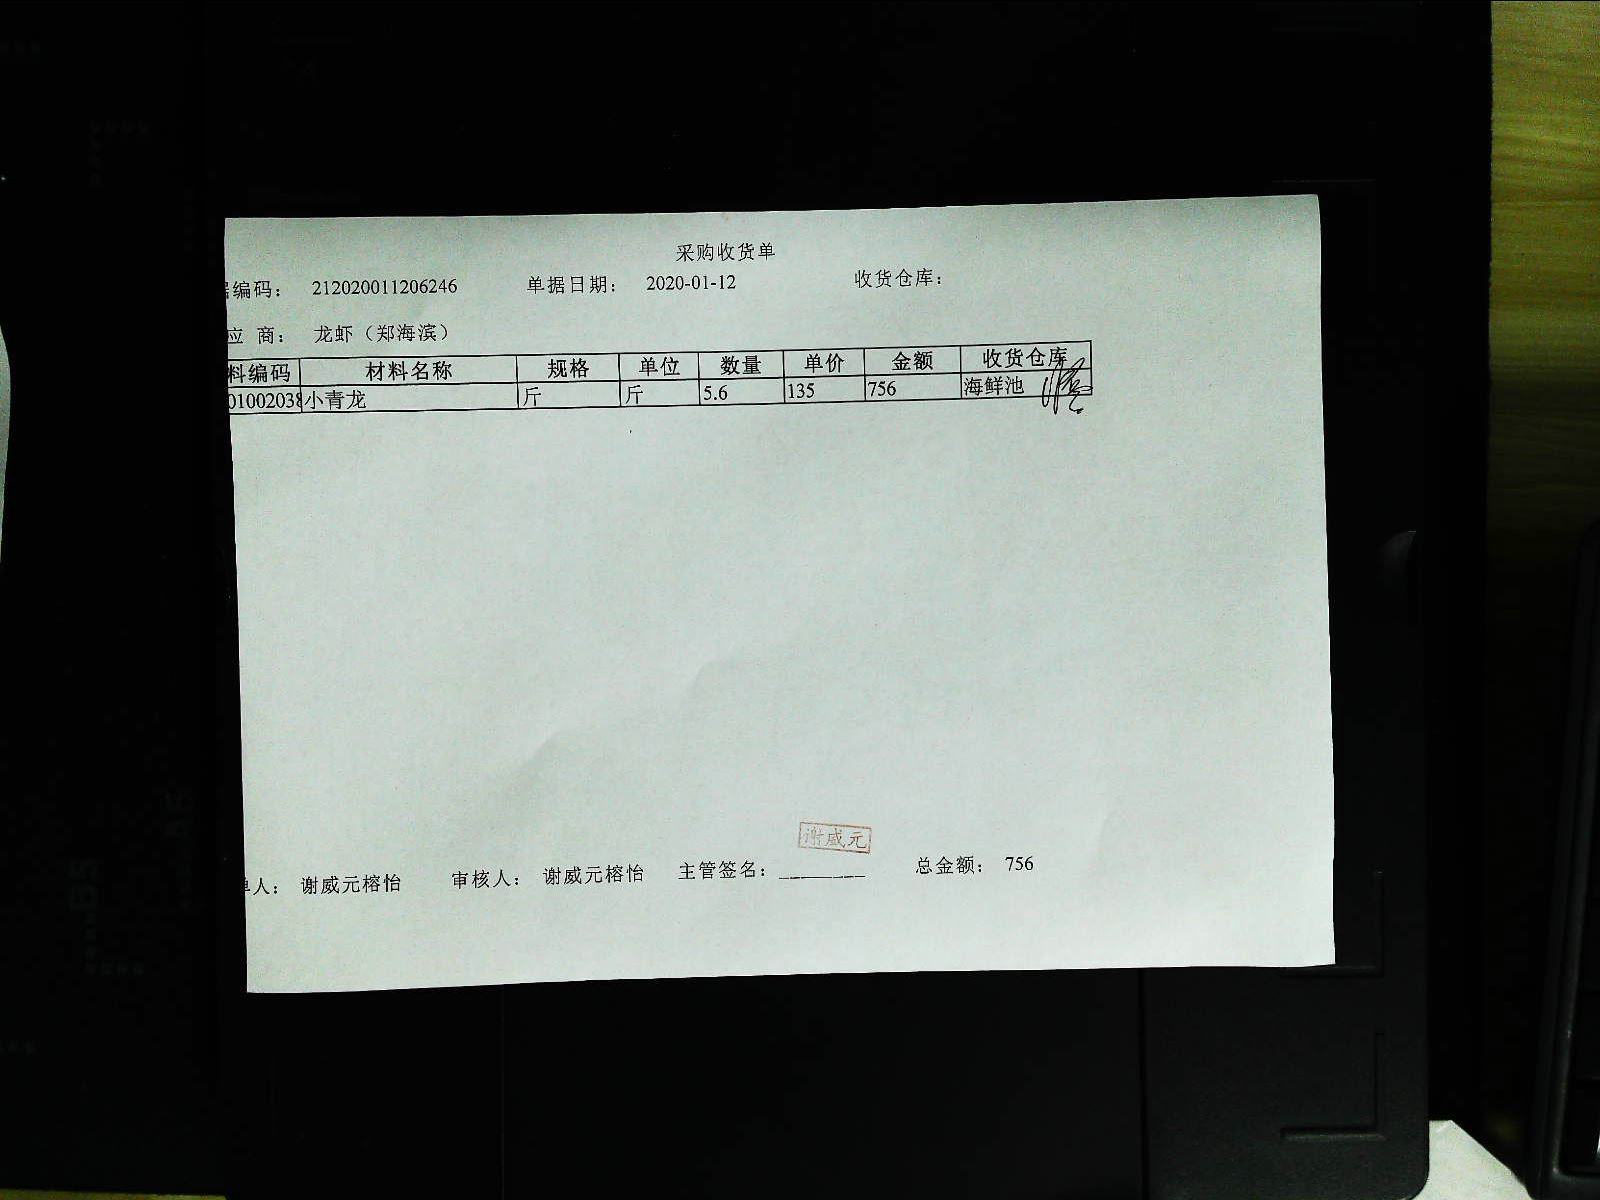 采购收货单
编码： 212020011206246 单据日期： 2020-01-12 收货仓库：
应 商： 龙虾（郑海滨）
料编码 材料名称 规格 单位 数量 单价 金额 收货仓库
01002038 小青龙 斤 斤 5.6 135 756 海鲜池
谢威元
单人： 谢威元榕怡 审核人： 谢威元榕怡 主管签名：________ 总金额： 756
B5
A5